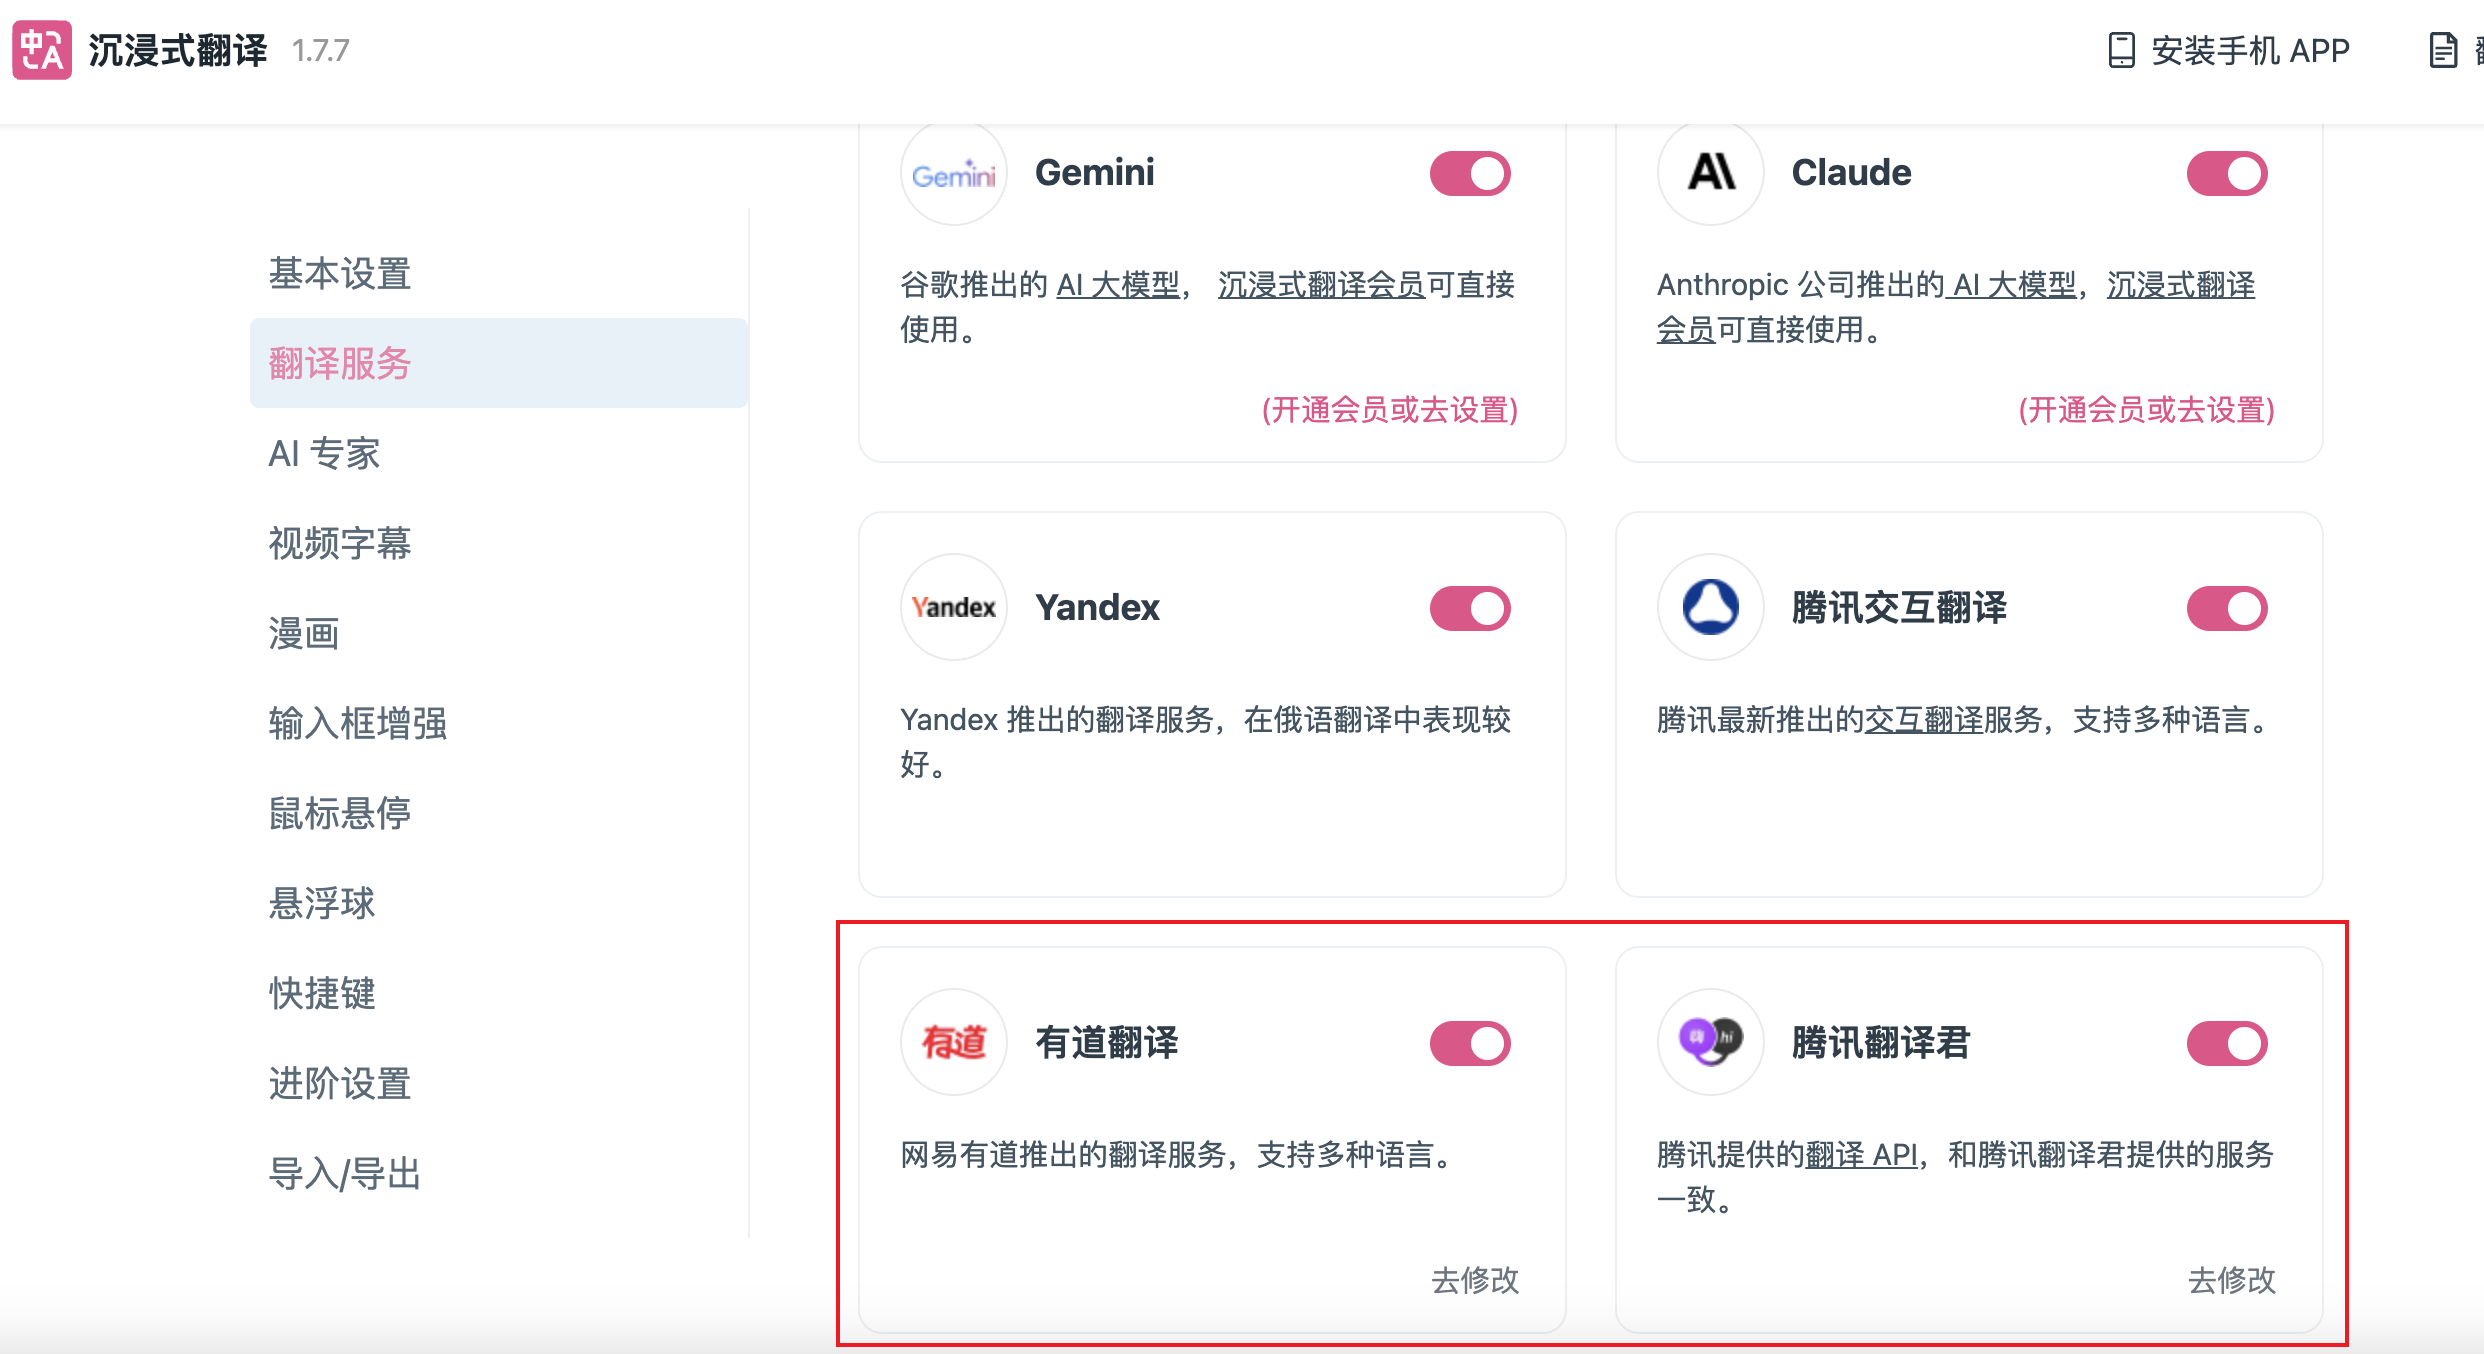 沉浸式翻译 1.7.7
安装手机 APP
基本设置
翻译服务
AI 专家
视频字幕
漫画
输入框增强
鼠标悬停
悬浮球
快捷键
进阶设置
导入/导出
Gemini Gemini
谷歌推出的 AI 大模型， 沉浸式翻译会员可直接
使用。
(开通会员或去设置)
Claude
Anthropic 公司推出的 AI 大模型，沉浸式翻译
会员可直接使用。
(开通会员或去设置)
Yandex Yandex
Yandex 推出的翻译服务，在俄语翻译中表现较
好。
腾讯交互翻译
腾讯最新推出的交互翻译服务，支持多种语言。
有道 有道翻译
网易有道推出的翻译服务，支持多种语言。
去修改
hi 腾讯翻译君
腾讯提供的翻译 API，和腾讯翻译君提供的服务
一致。
去修改